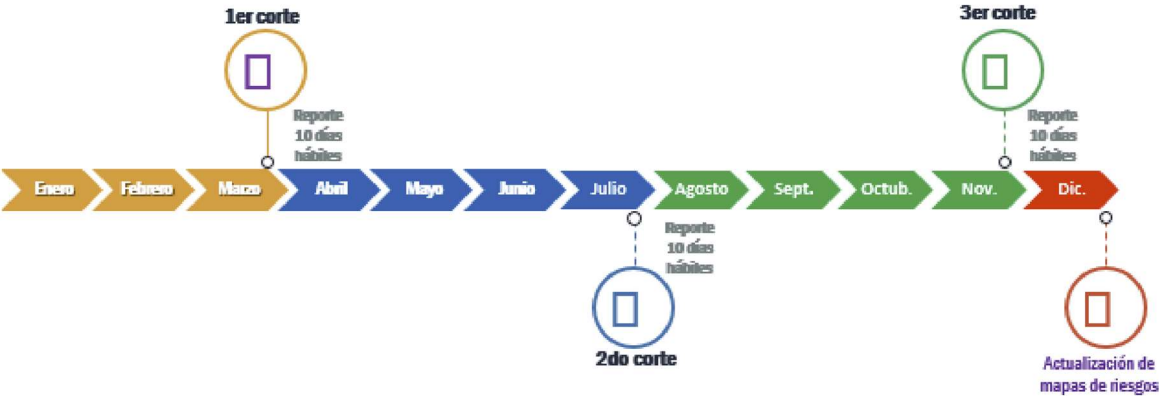 1er corte
3er corte
Reporte
10 días
hábiles
Reporte
10 días
hábiles
Enero
Febrero
Marzo
Abril
Mayo
Junio
Julio
Agosto
Sept.
Octub.
Nov.
Dic.
Reporte
10 días
hábiles
2do corte
Actualización de
mapas de riesgos